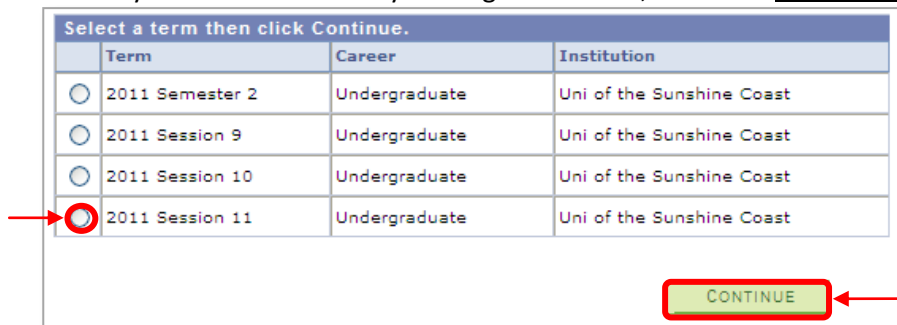 Select a term then click Continue.
Term Career Institution
2011 Semester 2 Undergraduate Uni of the Sunshine Coast
2011 Session 9 Undergraduate Uni of the Sunshine Coast
2011 Session 10 Undergraduate Uni of the Sunshine Coast
2011 Session 11 Undergraduate Uni of the Sunshine Coast
CONTINUE